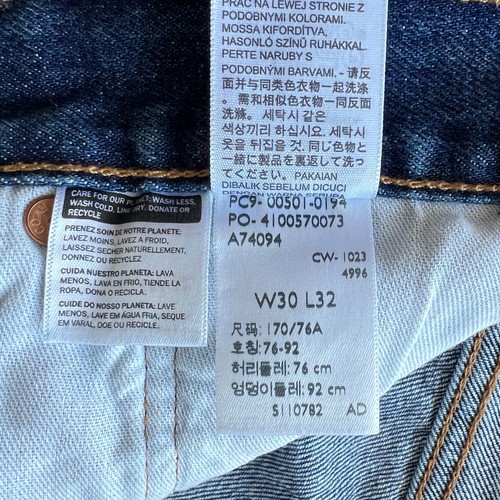 PRAĆ NA LEWEJ STRONIE Z
PODOBNYMI KOLORAMI.
MOSSA KIFORDÍTVA,
HASONLÓ SZÍNŰ RUHÁKKAL.
PERTE NARUBY S
PODOBNÝMI BARVAMI. - 请反
面并与同类色衣物一起洗涤
。需和相似色衣物一同反面
洗滌。세탁시 같은
색상끼리 하십시요. 세탁시
옷을 뒤집을 것. 同じ色物と
一緒に製品を裏返して洗っ
てください。PAKAIAN
DIBALIK SEBELUM DICUCI
CARE FOR OUR PLANET: WASH LESS,
WASH COLD, LINE DRY, DONATE OR
RECYCLE
PRENEZ SOIN DE NOTRE PLANETE:
LAVEZ MOINS, LAVEZ A FROID,
LAISSEZ SECHER NATURELLEMENT,
DONNEZ OU RECYCLEZ
CUIDA NUESTRO PLANETA: LAVA
MENOS, LAVA EN FRIO, TIENDE LA
ROPA, DONA O RECICLA.
CUIDE DO NOSSO PLANETA: LAVE
MENOS, LAVE EM ÁGUA FRIA, SEQUE
EM VARAL, DOE OU RECICLE.
PC9- 00501-0194
PO- 4100570073
A74094
CW- 1023
4996
W30 L32
尺码: 170/76A
호칭: 76-92
허리둘레: 76 cm
엉덩이둘레: 92 cm
S110782 AD